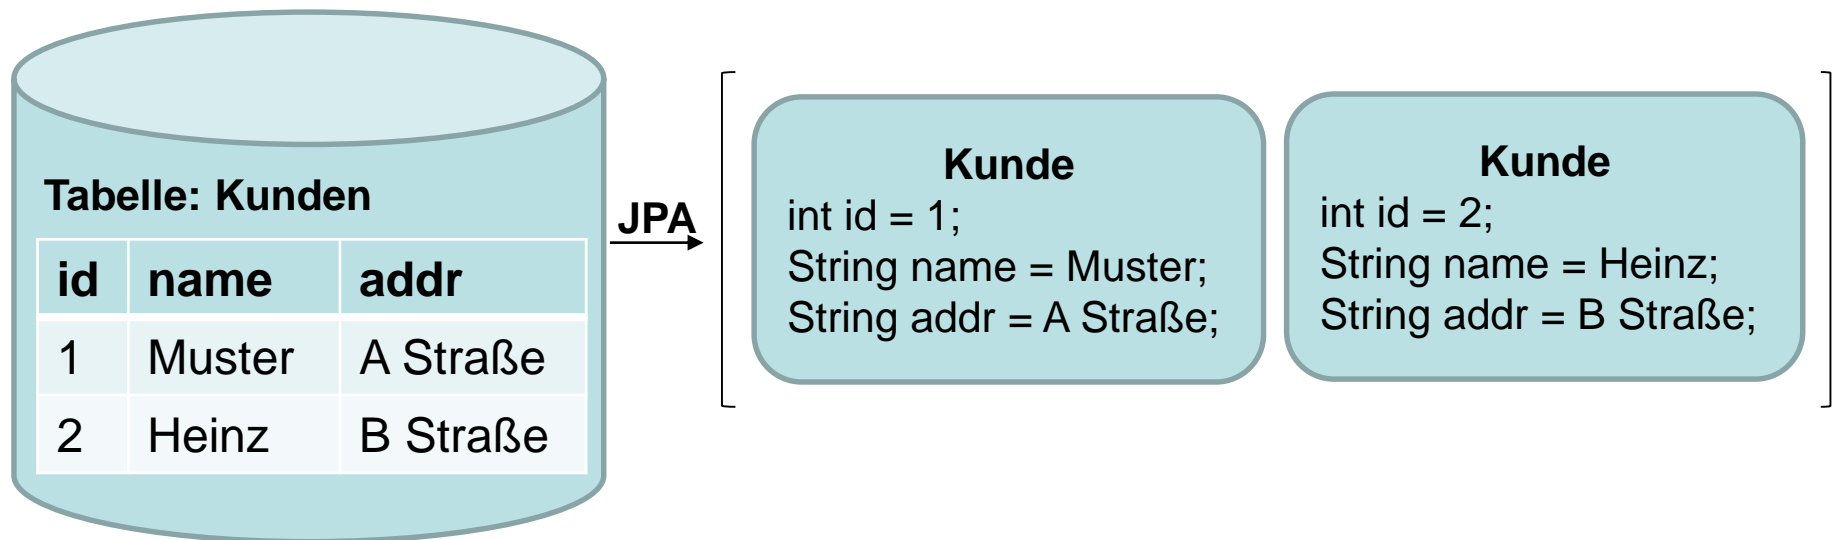 Tabelle: Kunden
id name addr
1 Muster A Straße
2 Heinz B Straße
JPA
Kunde
int id = 1;
String name = Muster;
String addr = A Straße;
Kunde
int id = 2;
String name = Heinz;
String addr = B Straße;